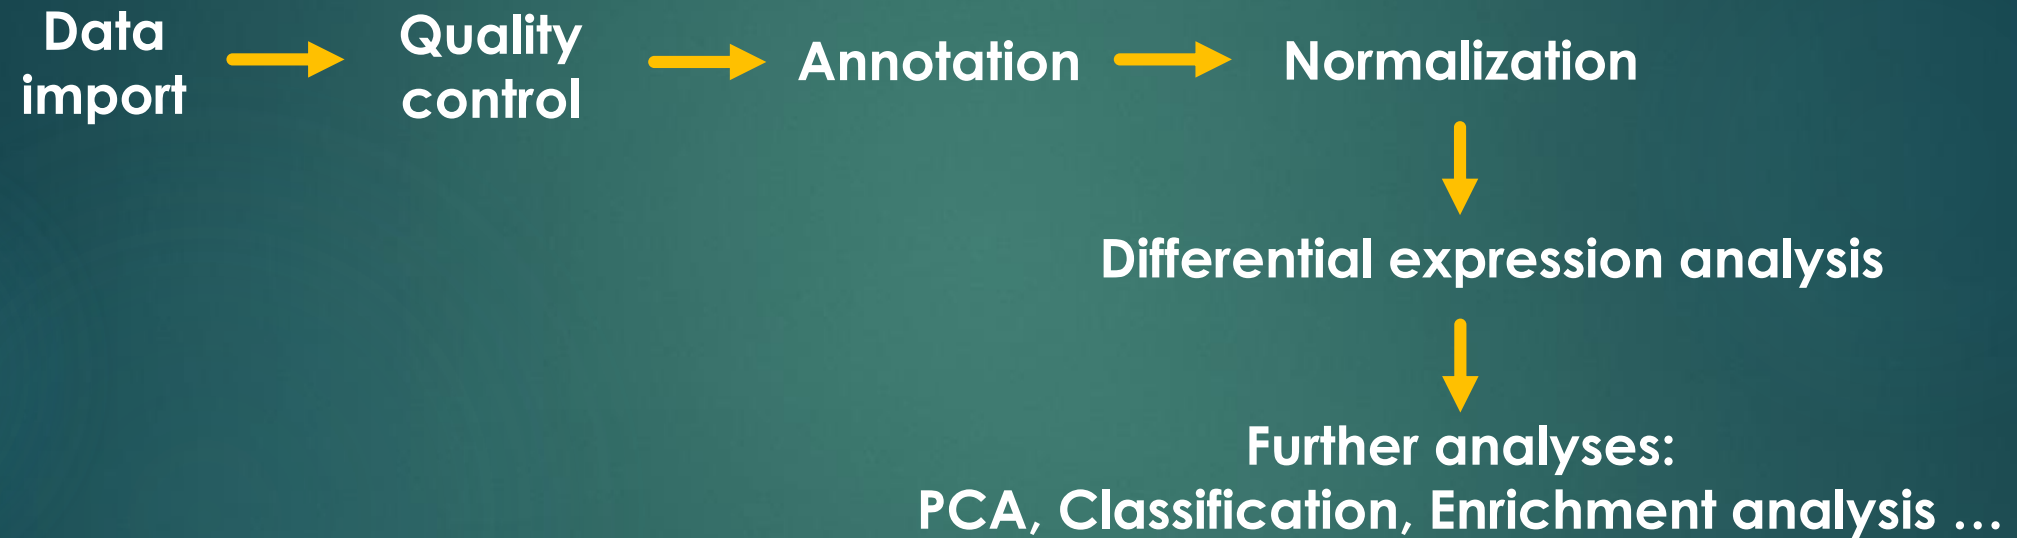 Data
import
Quality
control
Annotation
Normalization
Differential expression analysis
Further analyses:
PCA, Classification, Enrichment analysis …